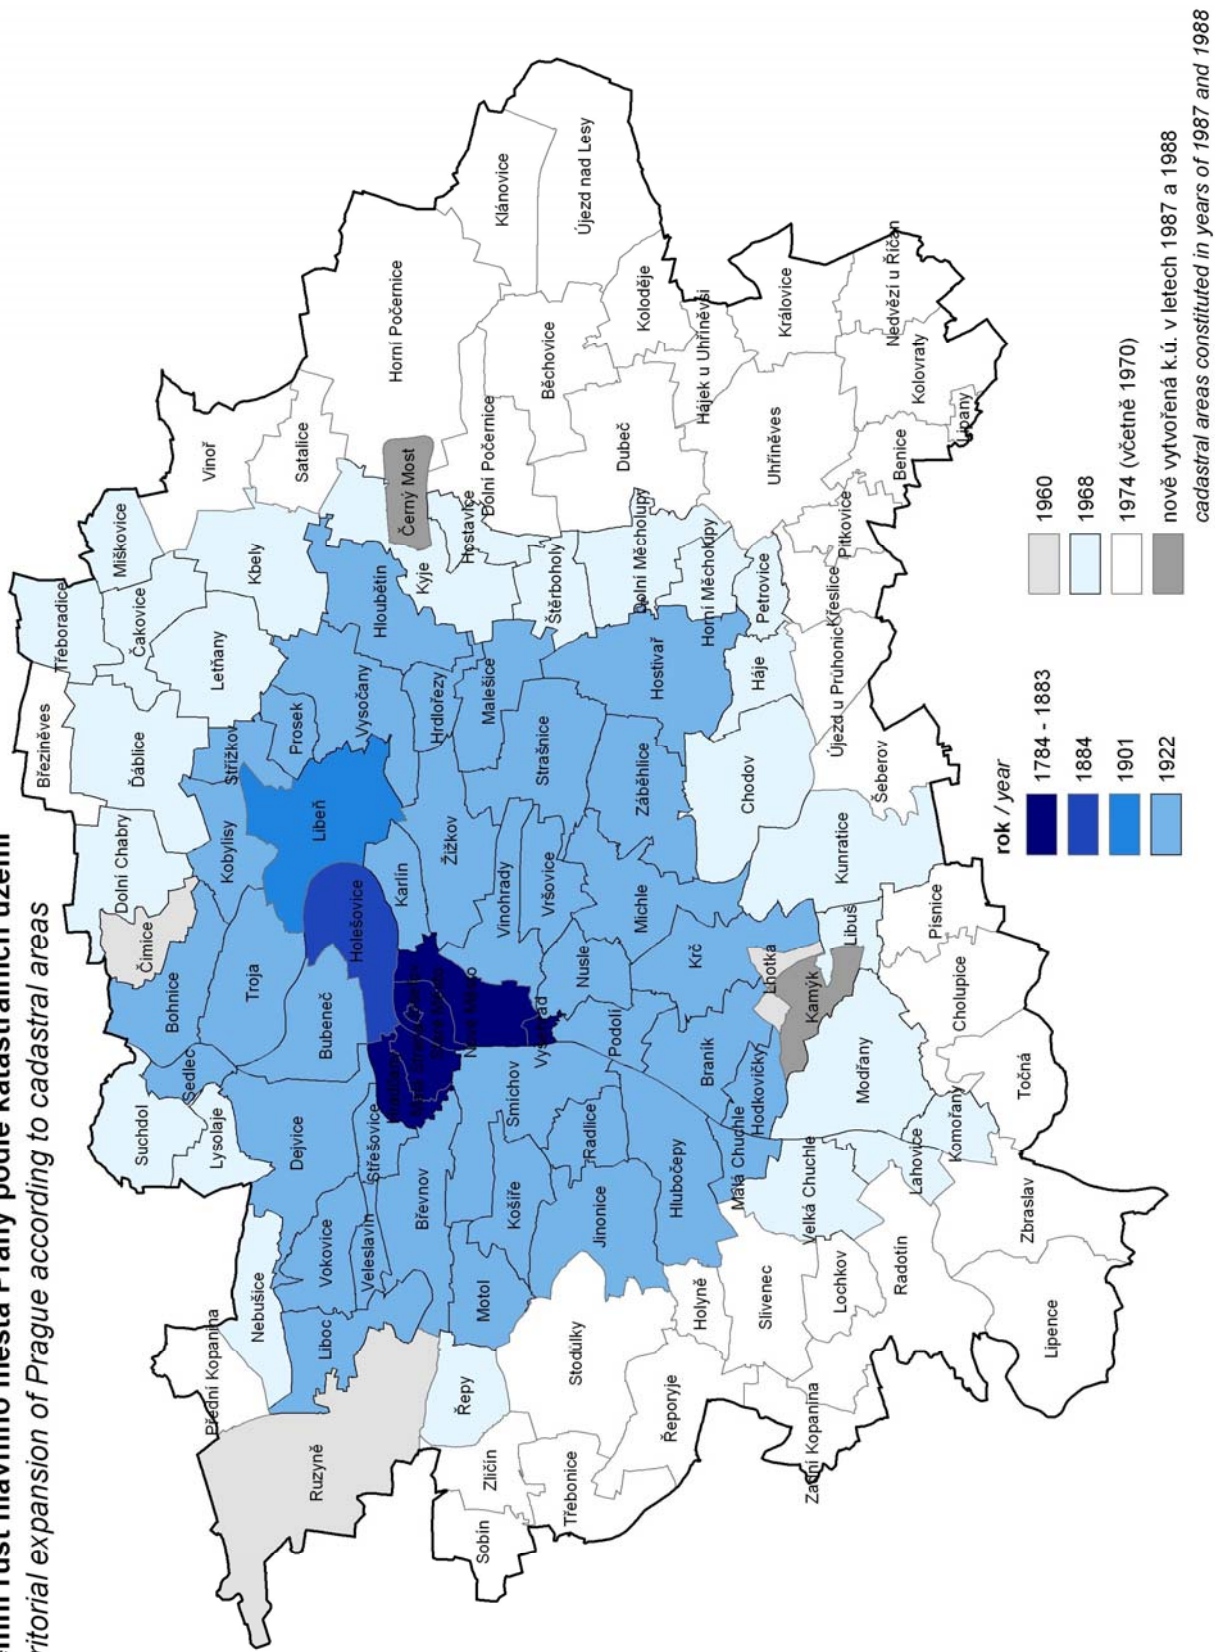 růst hlavního města Prahy podle katastrálních území
ritorial expansion of Prague according to cadastral areas
Březiněves
Třeboradice
Miškovice
Čakovice
Ďáblice
Dolní Chabry
Čimice
Bohnice
Sedlec
Suchdol
Lysolaje
Vinoř
Satalice
Kbely
Letňany
Střížkov
Prosek
Kobylisy
Troja
Libeň
Vysočany
Hloubětín
Hrdlořezy
Malešice
Holešovice
Karlín
Žižkov
Bubeneč
Dejvice
Nebušice
Přední Kopanina
Vokovice
Veleslavín
Liboc
Ruzyně
Střešovice
Břevnov
Horní Počernice
Klánovice
Újezd nad Lesy
Černý Most
Kyje
Hostavice
Dolní Počernice
Běchovice
Koloděje
Štěrboholy
Dubeč
Dolní Měcholupy
Horní Měcholupy
Hájek u Uhříněvsi
Královice
Nedvězí u Říčan
Kolovraty
Lipany
Benice
Uhříněves
Pitkovice
Křeslice
Petrovice
Háje
Hostivař
Strašnice
Záběhlice
Vinohrady
Vršovice
Michle
Nusle
Nové Město
Vyšehrad
Podolí
Krč
Lhotka
Kamýk
Libuš
Kunratice
Chodov
Šeberov
Písnice
Cholupice
Točná
Modřany
Komořany
Braník
Hodkovičky
Malá Chuchle
Velká Chuchle
Lahovice
Smíchov
Radlice
Košíře
Jinonice
Hlubočepy
Motol
Řepy
Zličín
Sobín
Třebonice
Stodůlky
Řeporyje
Holyně
Slivenec
Lochkov
Radotín
Zadní Kopanina
Zbraslav
Lipence
rok / year
1784 - 1883
1884
1901
1922
1960
1968
1974 (včetně 1970)
nově vytvořená k.ú. v letech 1987 a 1988
cadastral areas constituted in years of 1987 and 1988